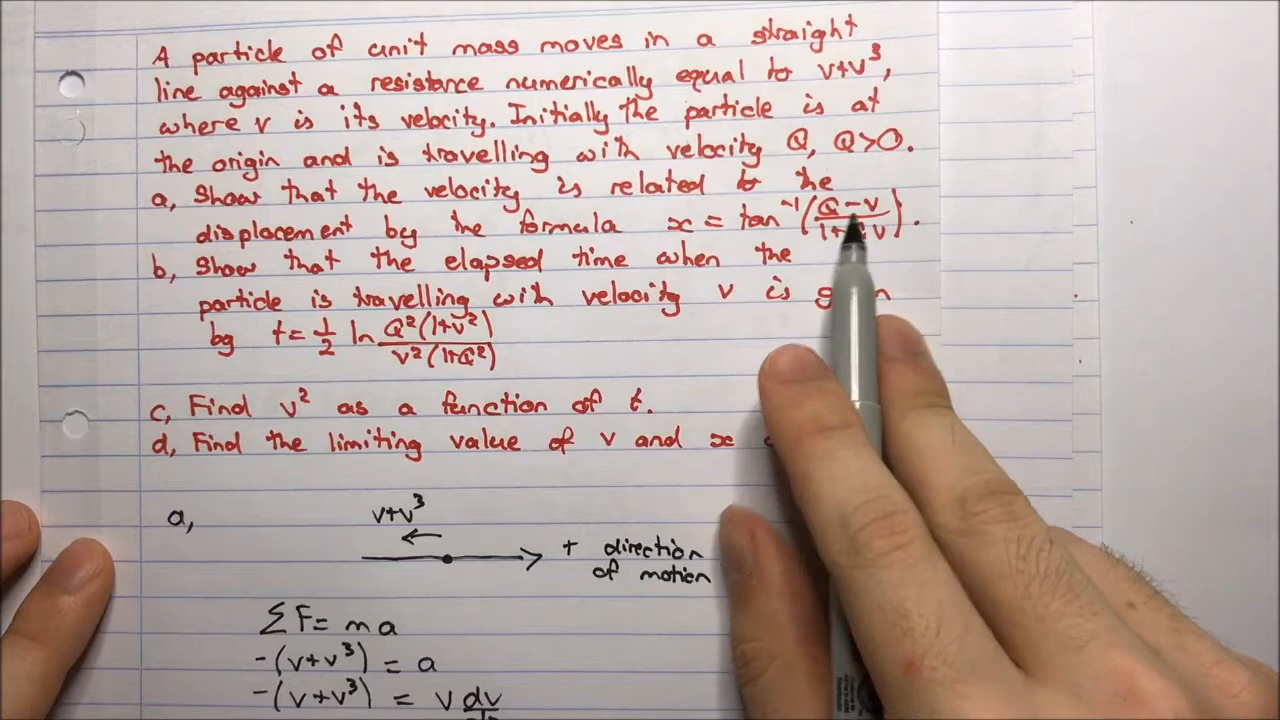 A particle of unit mass moves in a straight
line against a resistance numerically equal to v+v³,
where v is its velocity. Initially the particle is at
the origin and is travelling with velocity Q, Q>0.
a, Show that the velocity is related to the
displacement by the formula x = tan⁻¹(Q-v/1+Qv).
b, Show that the elapsed time when the
particle is travelling with velocity v is
by t = 1/2 ln Q²(1+v²)/v²(1+Q²)
c, Find v² as a function of t.
d, Find the limiting value of v and x
a, v+v³
+ direction
of motion
ΣF = ma
-(v+v³) = a
-(v+v³) = v dv